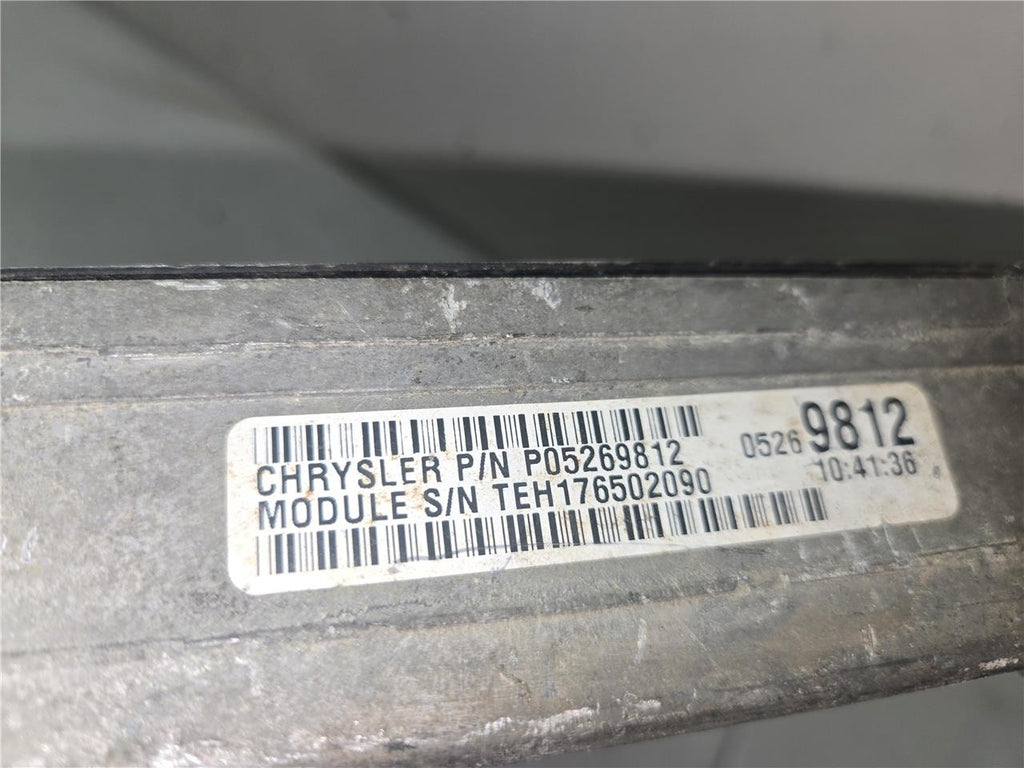 CHRYSLER P/N P05269812
MODULE S/N TEH176502090
0526 9812
10:41:36